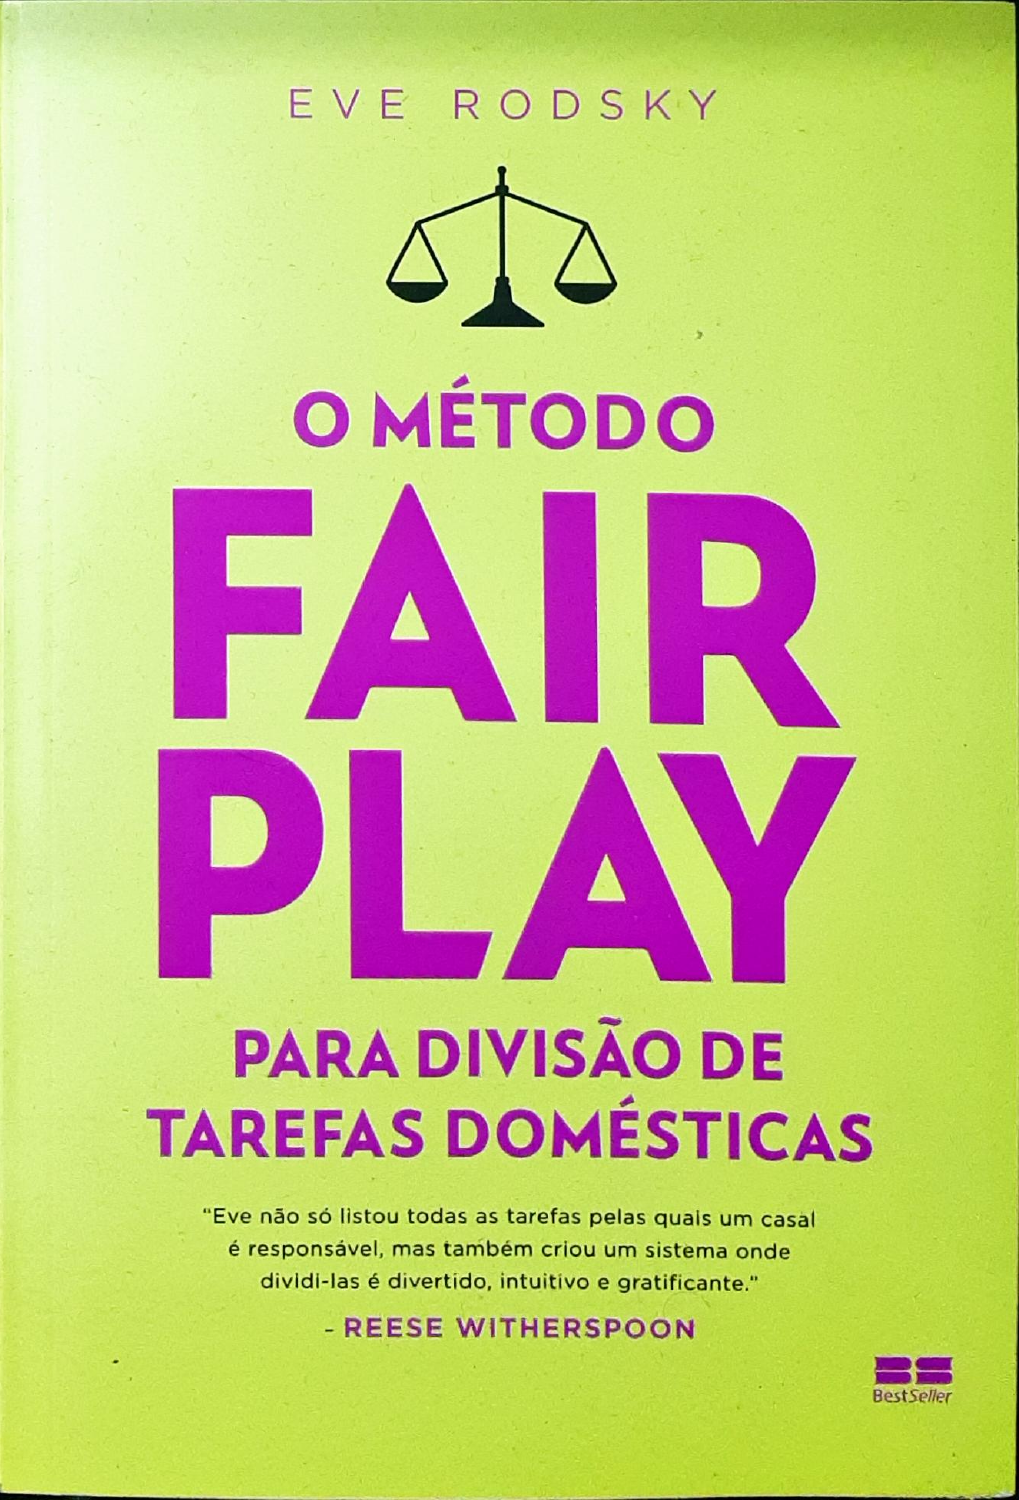 EVE RODSKY
O MÉTODO
FAIR
PLAY
PARA DIVISÃO DE
TAREFAS DOMÉSTICAS
"Eve não só listou todas as tarefas pelas quais um casal
é responsável, mas também criou um sistema onde
dividi-las é divertido, intuitivo e gratificante."
- REESE WITHERSPOON
BS
BestSeller